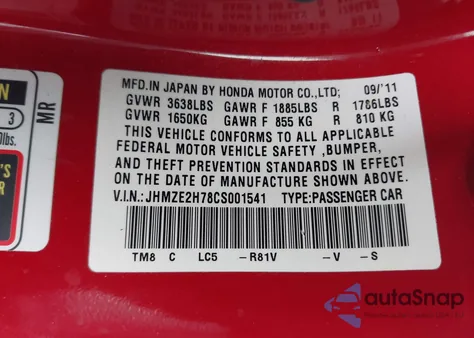 MFD.IN JAPAN BY HONDA MOTOR CO.,LTD; 09/'11
GVWR 3638LBS GAWR F 1885LBS R 1786LBS
GVWR 1650KG GAWR F 855 KG R 810 KG
THIS VEHICLE CONFORMS TO ALL APPLICABLE
FEDERAL MOTOR VEHICLE SAFETY ,BUMPER,
AND THEFT PREVENTION STANDARDS IN EFFECT
ON THE DATE OF MANUFACTURE SHOWN ABOVE.
V.I.N.:JHMZE2H78CS001541 TYPE:PASSENGER CAR
TM8 C LC5 -R81V -V -S
MR
3
autoSnap